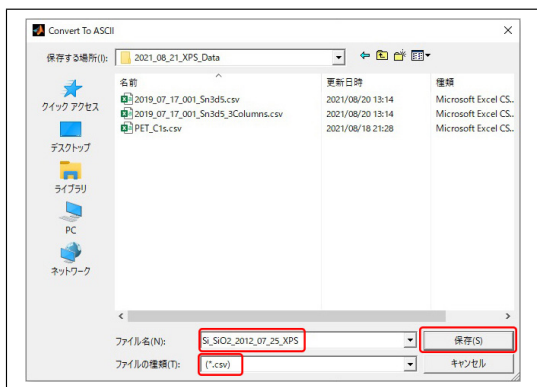 Convert To ASCII
保存する場所(I): 2021_08_21_XPS_Data
名前 更新日時 種類
2019_07_17_001_Sn3d5.csv 2021/08/20 13:14 Microsoft Excel CS...
2019_07_17_001_Sn3d5_3Columns.csv 2021/08/20 13:14 Microsoft Excel CS...
PET_C1s.csv 2021/08/18 21:28 Microsoft Excel CS...
クイック アクセス
デスクトップ
ライブラリ
PC
ネットワーク
ファイル名(N): Si_SiO2_2012_07_25_XPS 保存(S)
ファイルの種類(T): (*.csv) キャンセル